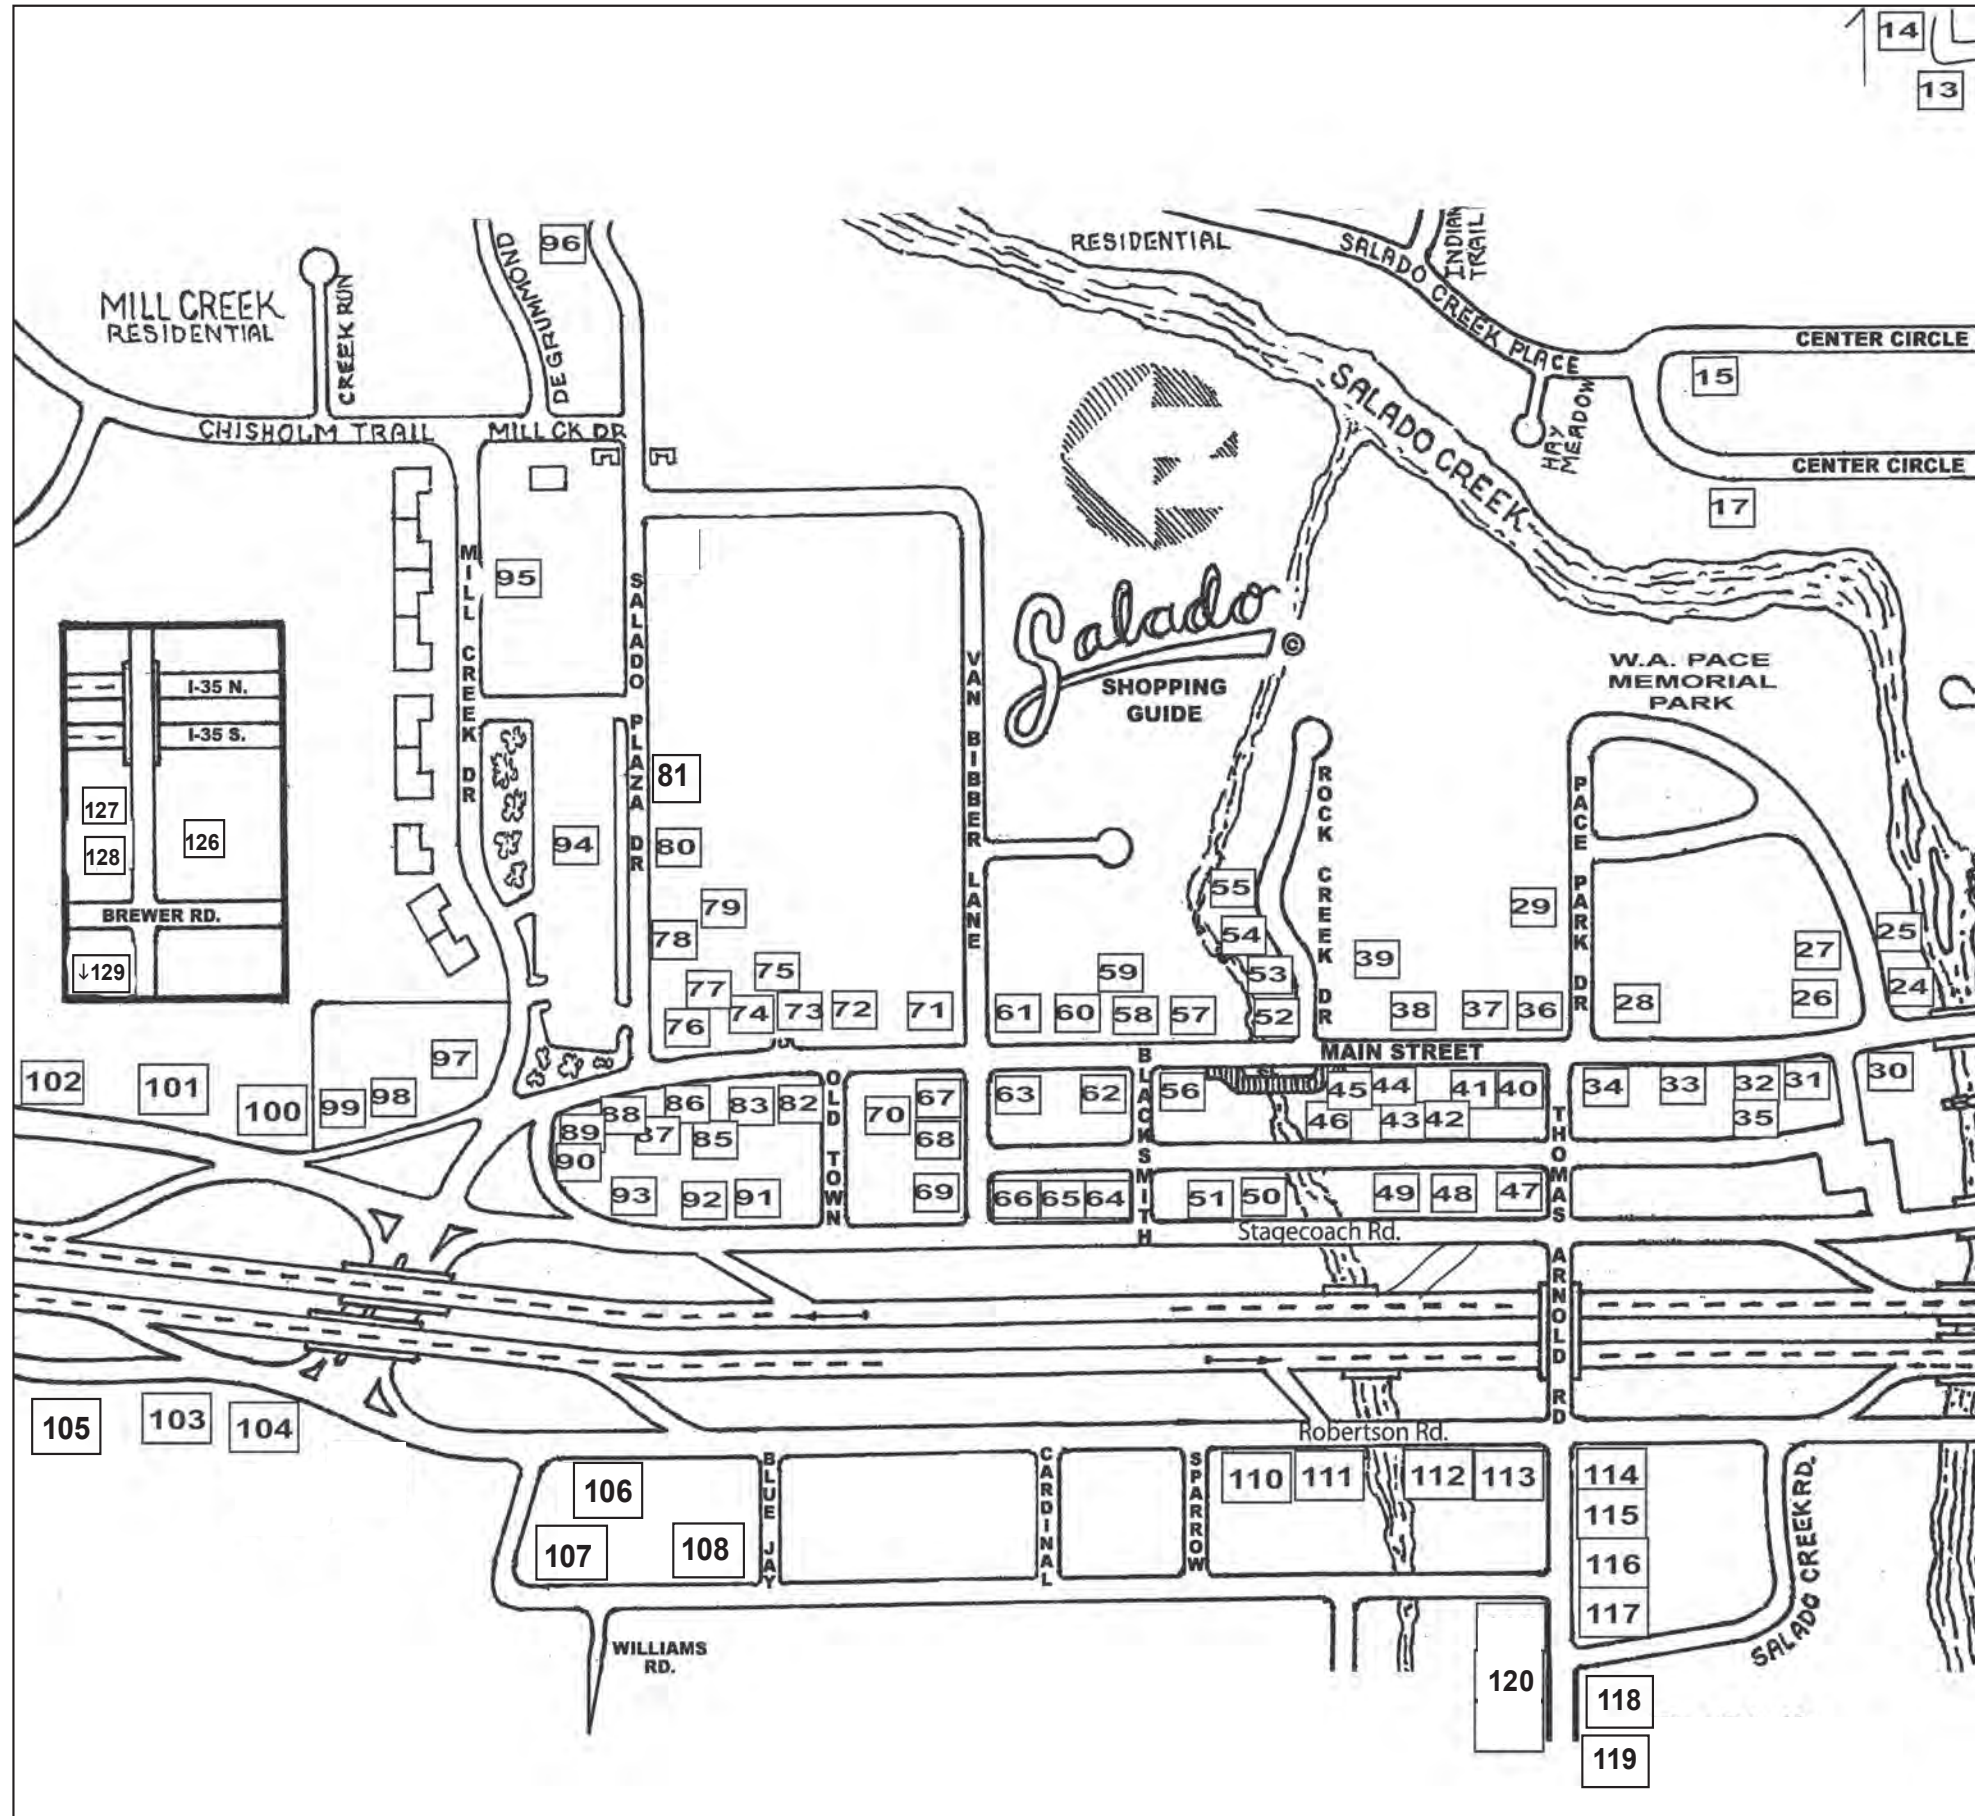 14
13
96
RESIDENTIAL
SALADO CREEK PLACE
INDIAN
TRAIL
MILL CREEK
RESIDENTIAL
CREEK RUN
DEGRUMMOND
CENTER CIRCLE
15
HAY
MEADOW
CHISHOLM TRAIL
MILL CK DR
SALADO CREEK
CENTER CIRCLE
17
95
MILL CREEK DR
SALADO PLAZA DR
VAN BIBBER LANE
Salado
©
SHOPPING
GUIDE
W.A. PACE
MEMORIAL
PARK
I-35 N.
I-35 S.
127
128
126
BREWER RD.
↓129
81
94
80
79
78
77
75
76
74
73
72
71
61
60
59
58
57
55
54
53
52
ROCK CREEK DR
39
38
37
36
29
PACE PARK DR
28
27
26
25
24
MAIN STREET
102
101
100
99
98
97
89
88
87
86
85
83
82
90
93
92
91
OLD TOWN
70
67
68
69
63
62
66
65
64
BLACKSMITH
56
51
50
45
44
41
40
46
43
42
49
48
47
THOMAS ARNOLD RD
34
33
32
31
35
30
Stagecoach Rd.
105
103
104
Robertson Rd.
106
107
108
BLUE JAY
CARDINAL
SPARROW
110
111
112
113
114
115
116
117
SALADO CREEK RD.
WILLIAMS
RD.
120
118
119